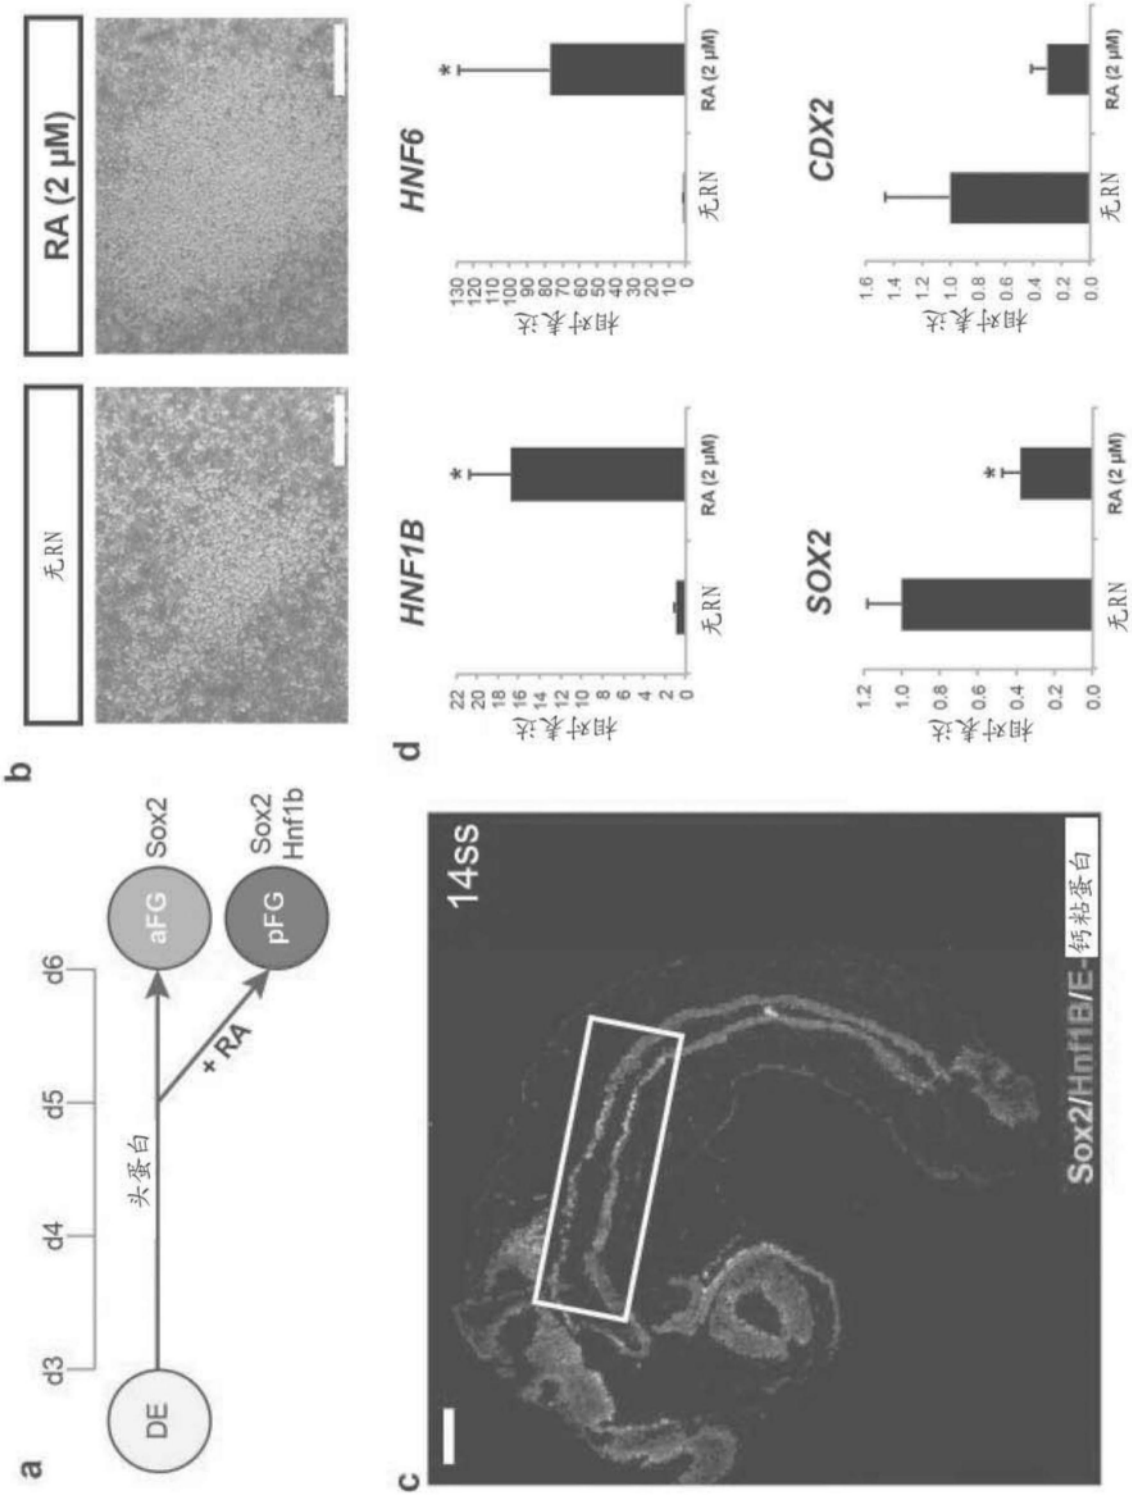 a
d3
d4
d5
d6
DE
头蛋白
+ RA
aFG
Sox2
pFG
Sox2
Hnf1b
b
无RN
RA (2 µM)
c
14ss
Sox2/Hnf1B/E-钙粘蛋白
d
HNF1B
相对表达
22
20
18
16
14
12
10
8
6
4
2
0
*
无RN
RA (2 µM)
HNF6
相对表达
130
120
110
100
90
80
70
60
50
40
30
20
10
0
*
无RN
RA (2 µM)
SOX2
相对表达
1.2
1.0
0.8
0.6
0.4
0.2
0.0
*
无RN
RA (2 µM)
CDX2
相对表达
1.6
1.4
1.2
1.0
0.8
0.6
0.4
0.2
0.0
无RN
RA (2 µM)